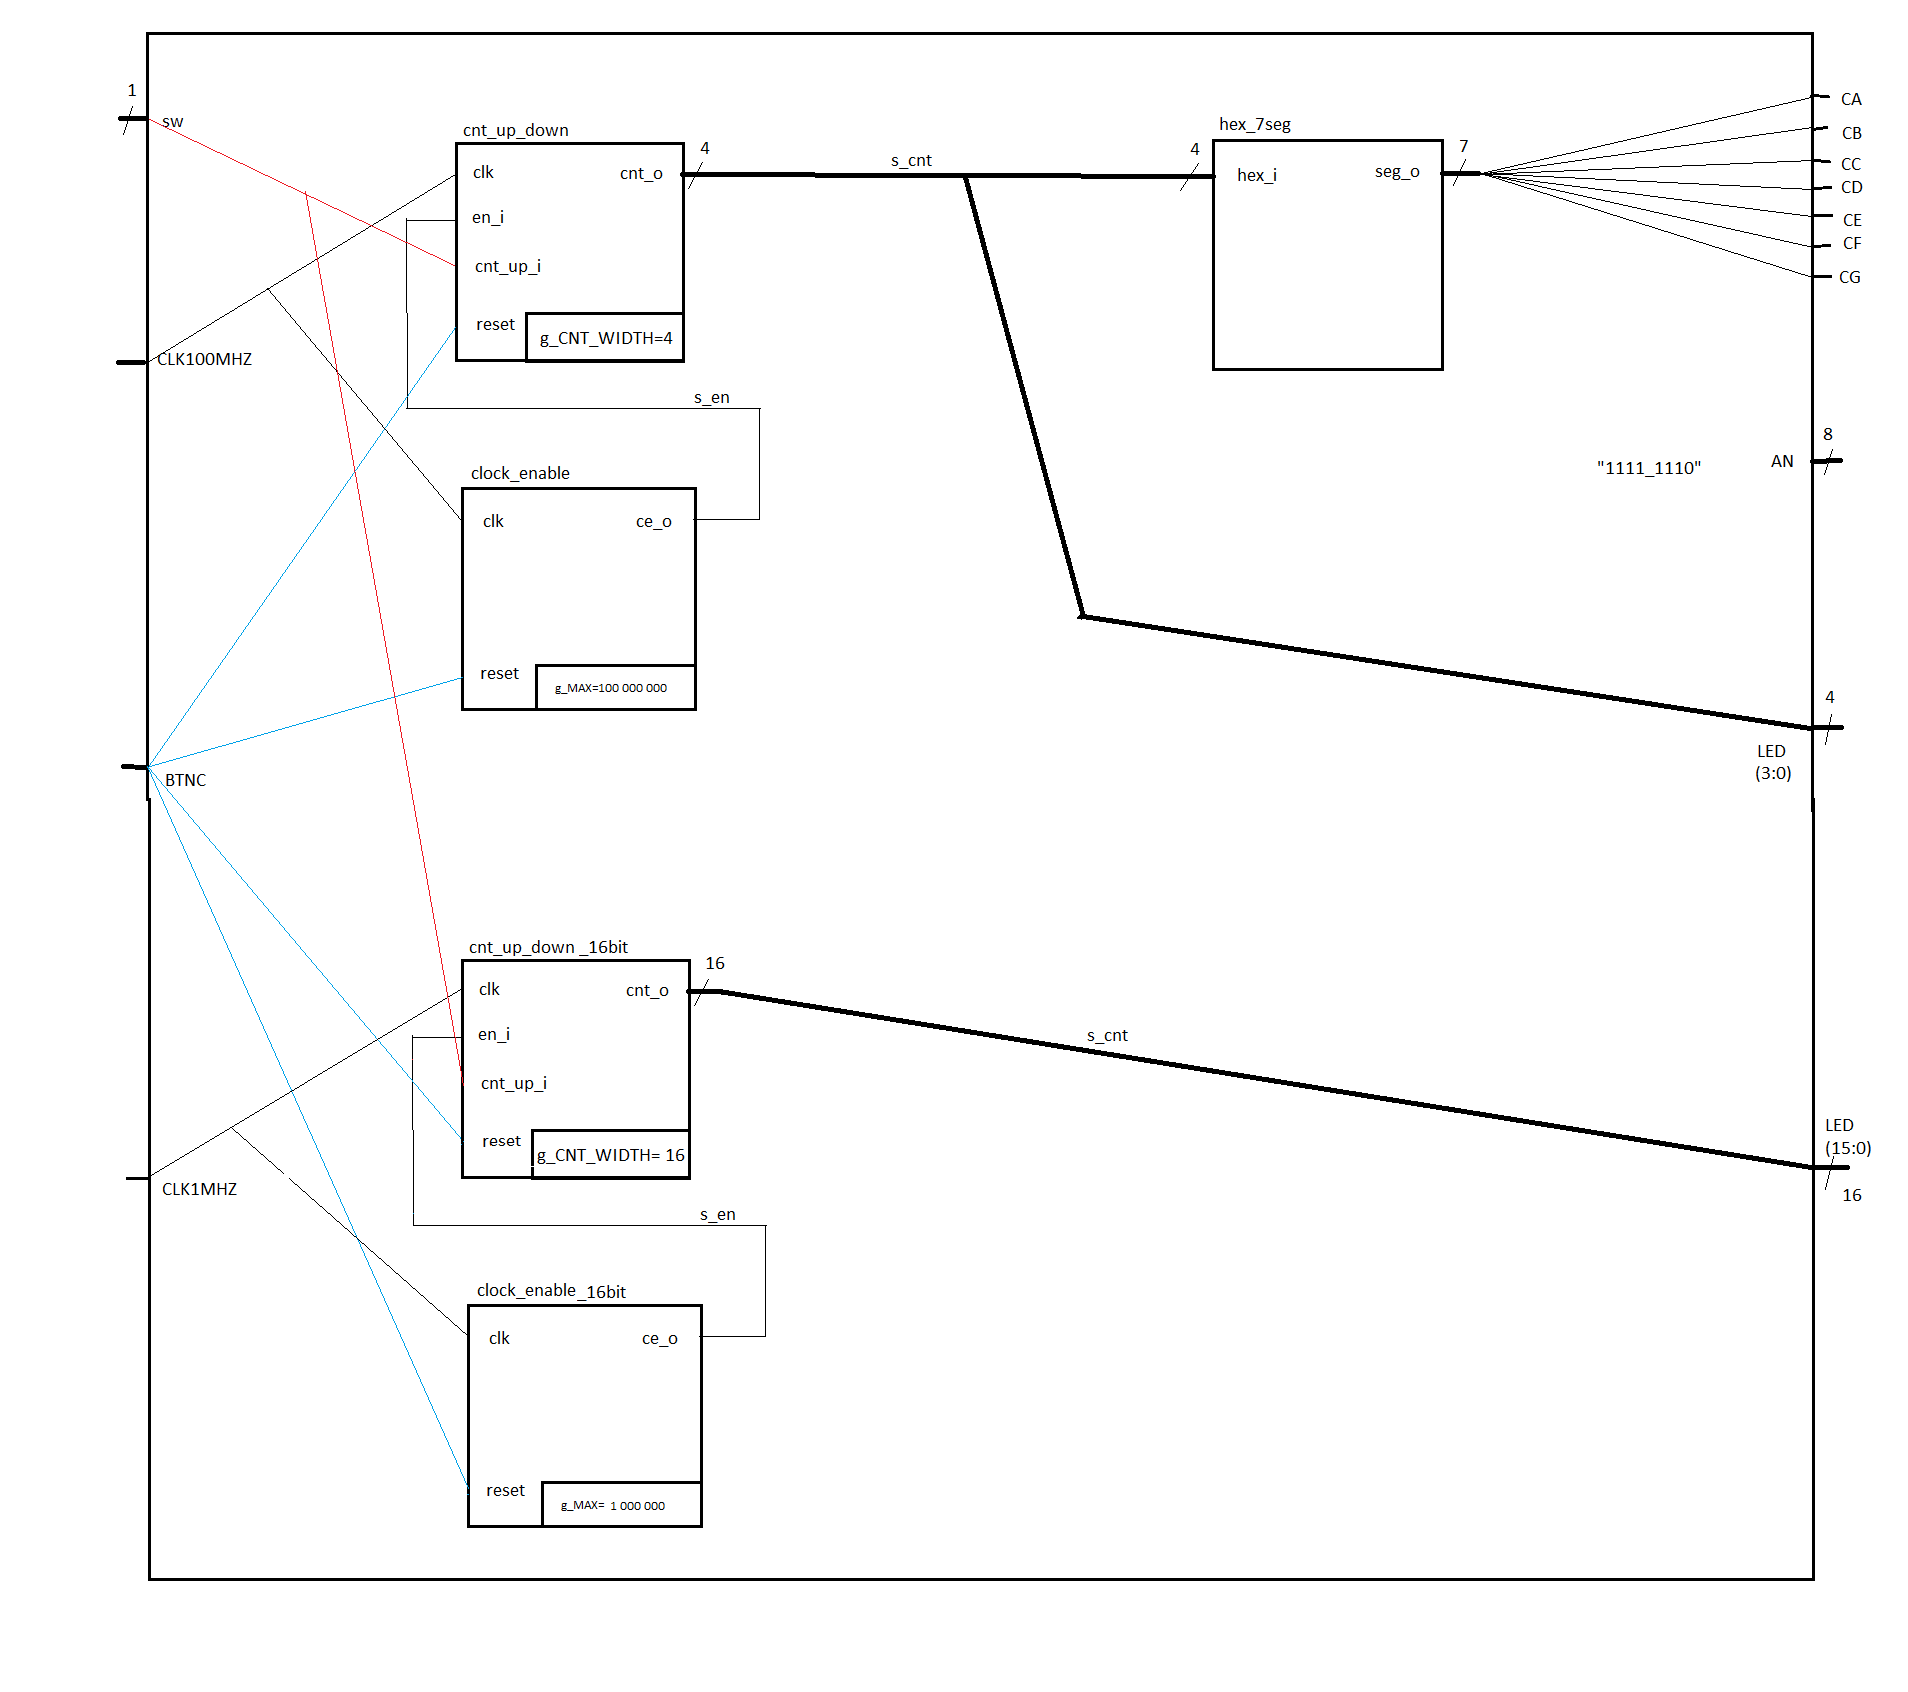 1
sw
cnt_up_down
clk
cnt_o
en_i
cnt_up_i
reset
g_CNT_WIDTH=4
4
s_cnt
4
hex_7seg
hex_i
seg_o
7
CA
CB
CC
CD
CE
CF
CG
CLK100MHZ
s_en
clock_enable
clk
ce_o
reset
g_MAX=100 000 000
"1111_1110"
AN
8
4
LED
(3:0)
BTNC
cnt_up_down _16bit
clk
cnt_o
en_i
cnt_up_i
reset
g_CNT_WIDTH= 16
16
s_cnt
LED
(15:0)
16
CLK1MHZ
s_en
clock_enable _16bit
clk
ce_o
reset
g_MAX= 1 000 000